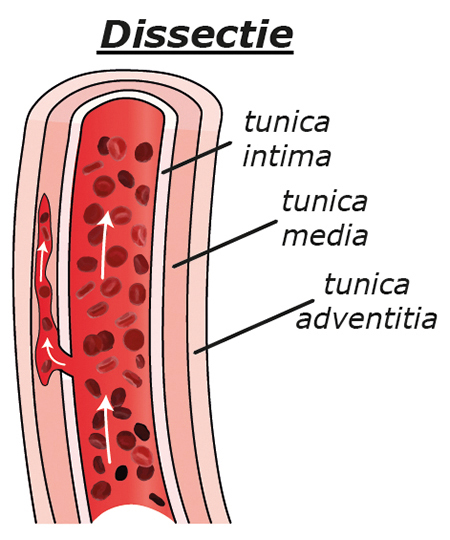 Dissectie
tunica
intima
tunica
media
tunica
adventitia